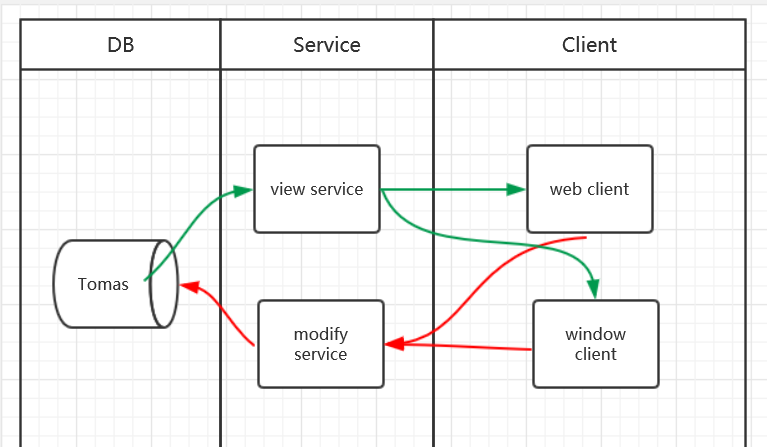 DB
Service
Client
view service
web client
Tomas
modify
service
window
client